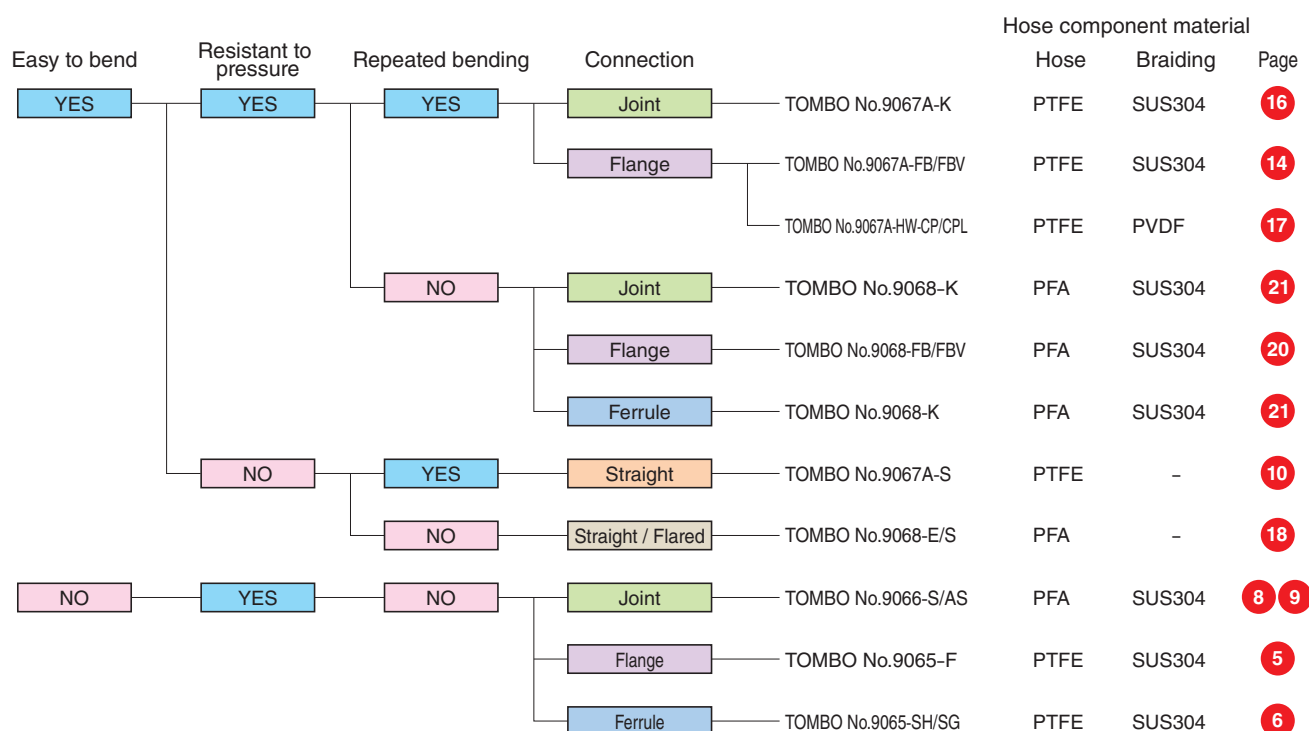 Hose component material
Easy to bend Resistant to pressure Repeated bending Connection Hose Braiding Page
YES YES YES Joint TOMBO No.9067A-K PTFE SUS304 16
Flange TOMBO No.9067A-FB/FBV PTFE SUS304 14
TOMBO No.9067A-HW-CP/CPL PTFE PVDF 17
NO Joint TOMBO No.9068-K PFA SUS304 21
Flange TOMBO No.9068-FB/FBV PFA SUS304 20
Ferrule TOMBO No.9068-K PFA SUS304 21
NO YES Straight TOMBO No.9067A-S PTFE – 10
NO Straight / Flared TOMBO No.9068-E/S PFA – 18
NO YES NO Joint TOMBO No.9066-S/AS PFA SUS304 8 9
Flange TOMBO No.9065-F PTFE SUS304 5
Ferrule TOMBO No.9065-SH/SG PTFE SUS304 6